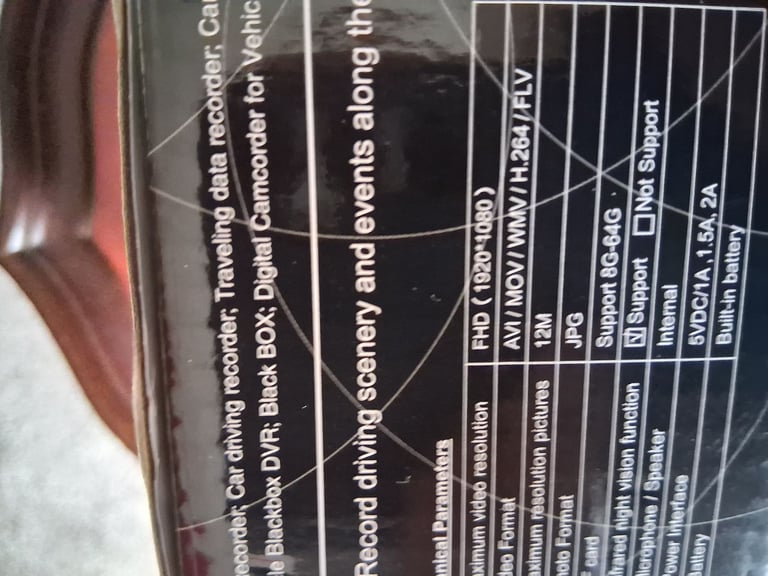 ecorder; Car driving recorder; Traveling data recorder; Car
le Blackbox DVR; Black BOX; Digital Camcorder for Vehic
Record driving scenery and events along the
nical Parameters
ximum video resolution FHD ( 1920*1080 )
deo Format AVI / MOV / WMV / H.264 / FLV
ximum resolution pictures 12M
hoto Format JPG
F card Support 8G-64G
frared night vision function ☑ Support ☐ Not Support
icrophone / Speaker Internal
ower Interface 5VDC/1A ,1.5A, 2A
attery Built-in battery